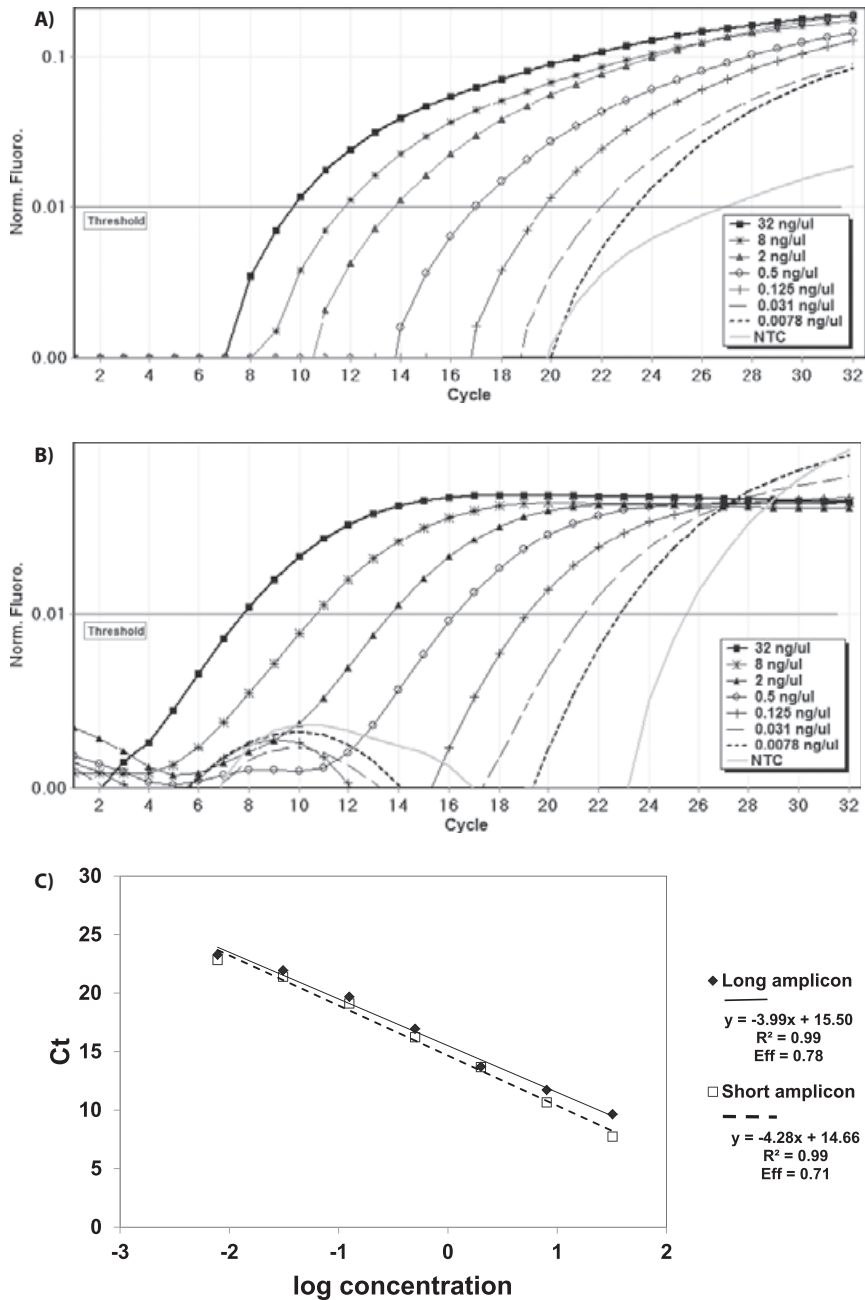 A)
0.1
Norm. Fluoro.
0.01
Threshold
0.00
32 ng/ul
8 ng/ul
2 ng/ul
0.5 ng/ul
0.125 ng/ul
0.031 ng/ul
0.0078 ng/ul
NTC
2 4 6 8 10 12 14 16 18 20 22 24 26 28 30 32
Cycle
B)
Norm. Fluoro.
0.01
Threshold
0.00
32 ng/ul
8 ng/ul
2 ng/ul
0.5 ng/ul
0.125 ng/ul
0.031 ng/ul
0.0078 ng/ul
NTC
2 4 6 8 10 12 14 16 18 20 22 24 26 28 30 32
Cycle
C)
30
25
20
15
10
5
0
Ct
-3 -2 -1 0 1 2
log concentration
Long amplicon
y = -3.99x + 15.50
R² = 0.99
Eff = 0.78
Short amplicon
y = -4.28x + 14.66
R² = 0.99
Eff = 0.71